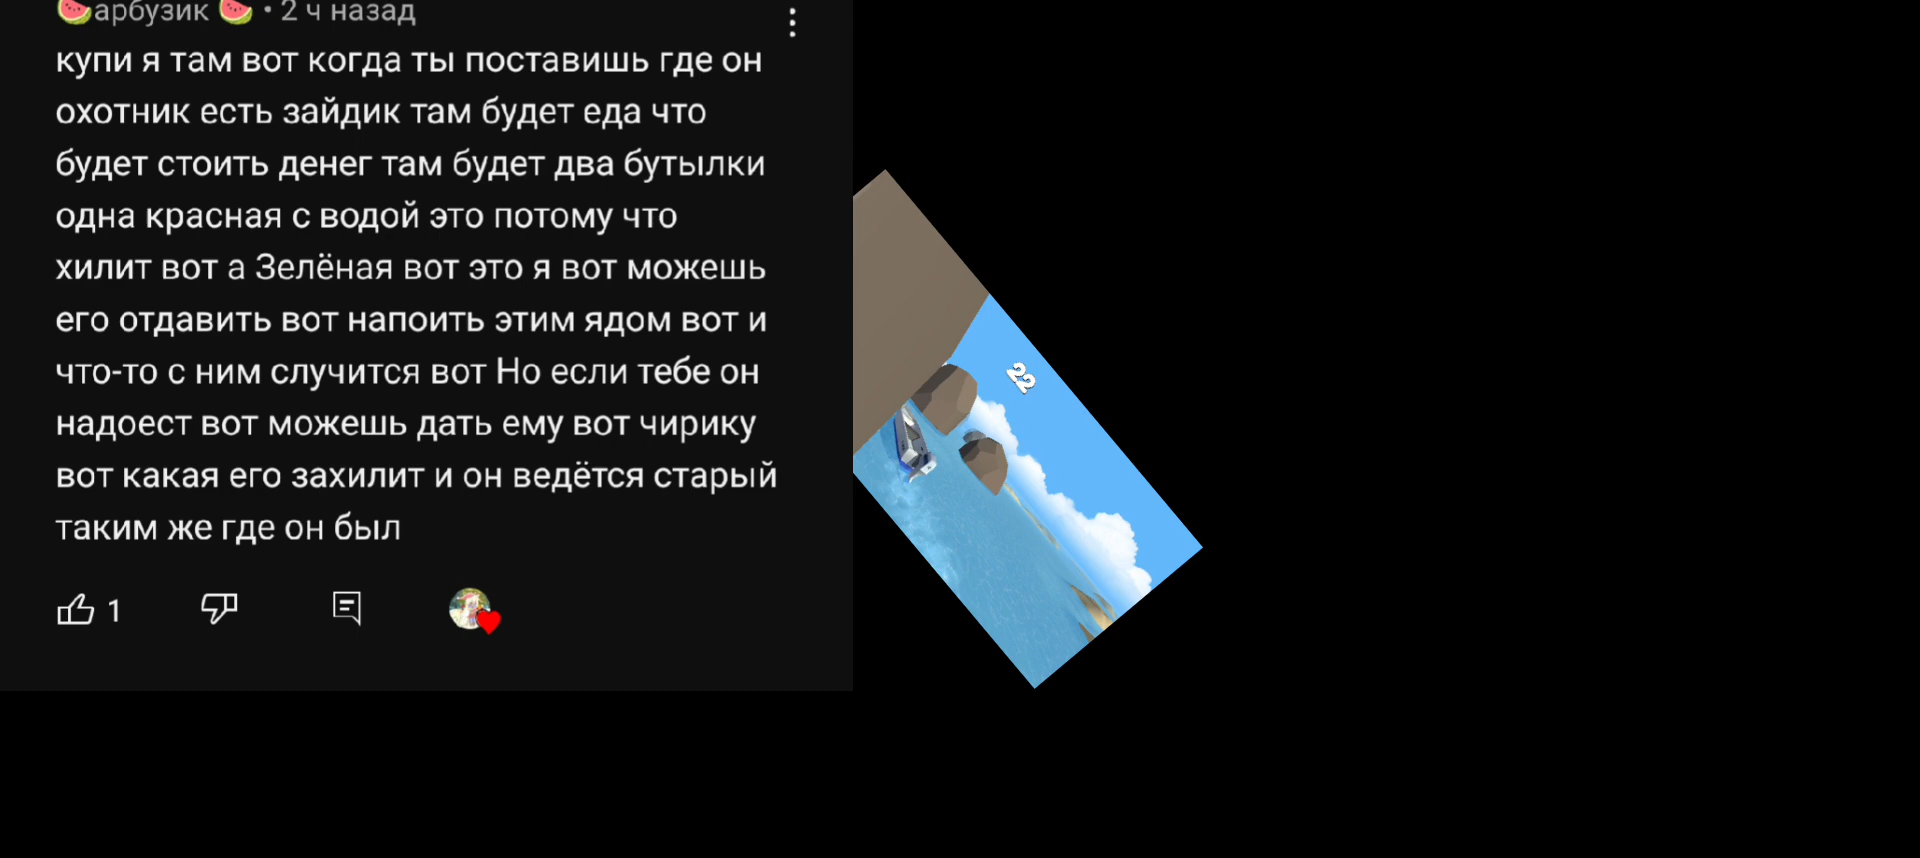 🍉арбузик 🍉 • 2 ч назад
купи я там вот когда ты поставишь где он
охотник есть зайдик там будет еда что
будет стоить денег там будет два бутылки
одна красная с водой это потому что
хилит вот а Зелёная вот это я вот можешь
его отдавить вот напоить этим ядом вот и
что-то с ним случится вот Но если тебе он
надоест вот можешь дать ему вот чирику
вот какая его захилит и он ведётся старый
таким же где он был
1
22